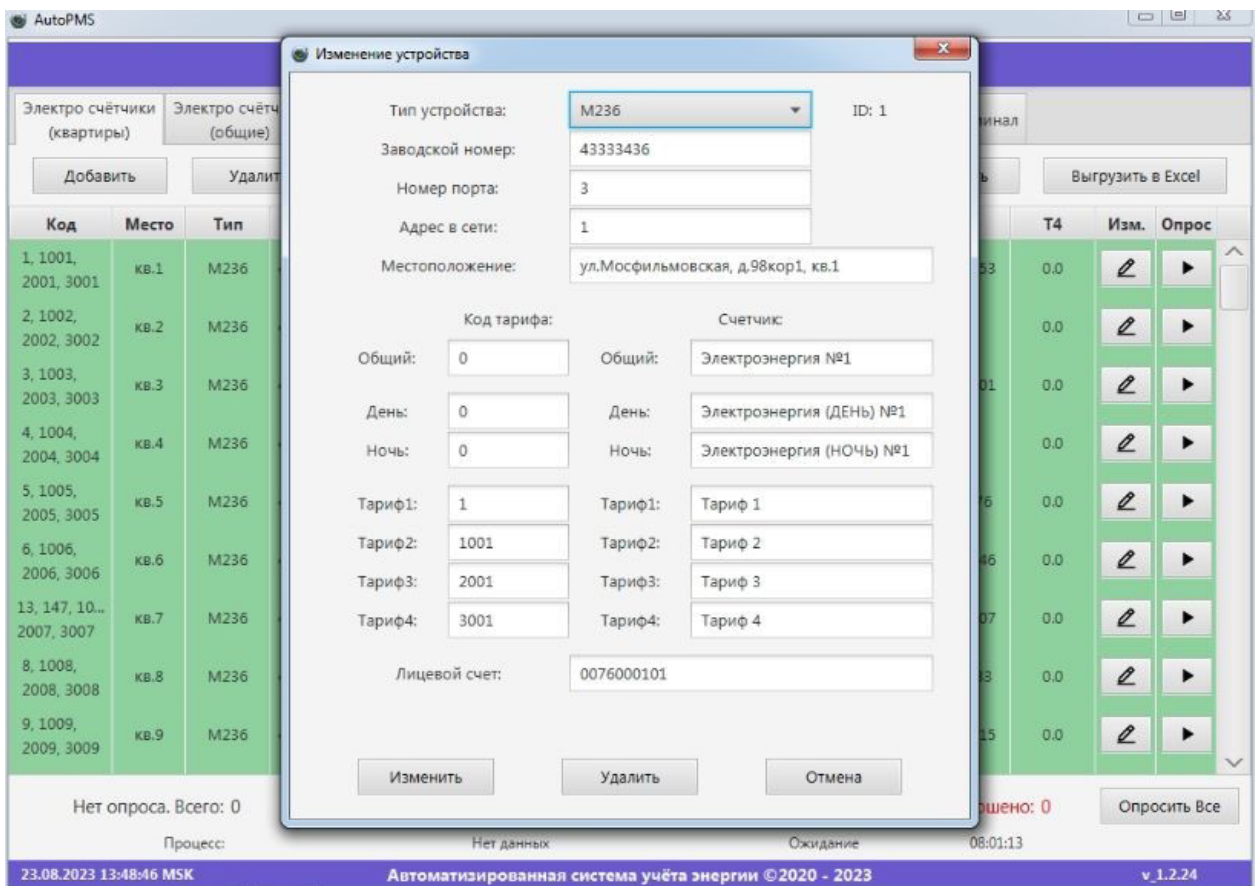 AutoPMS
Изменение устройства
Электро счётчики
(квартиры)
Электро счётч
(общие)
инал
Добавить
Удалит
ь
Выгрузить в Excel
Тип устройства: M236 ID: 1
Заводской номер: 43333436
Номер порта: 3
Адрес в сети: 1
Местоположение: ул.Мосфильмовская, д.98кор1, кв.1
Код тарифа: Счетчик:
Общий: 0 Общий: Электроэнергия №1
День: 0 День: Электроэнергия (ДЕНЬ) №1
Ночь: 0 Ночь: Электроэнергия (НОЧЬ) №1
Тариф1: 1 Тариф1: Тариф 1
Тариф2: 1001 Тариф2: Тариф 2
Тариф3: 2001 Тариф3: Тариф 3
Тариф4: 3001 Тариф4: Тариф 4
Лицевой счет: 0076000101
Изменить Удалить Отмена
Код Место Тип T4 Изм. Опрос
1, 1001,
2001, 3001 кв.1 M236 53 0.0
2, 1002,
2002, 3002 кв.2 M236 0.0
3, 1003,
2003, 3003 кв.3 M236 01 0.0
4, 1004,
2004, 3004 кв.4 M236 0.0
5, 1005,
2005, 3005 кв.5 M236 76 0.0
6, 1006,
2006, 3006 кв.6 M236 46 0.0
13, 147, 10...
2007, 3007 кв.7 M236 07 0.0
8, 1008,
2008, 3008 кв.8 M236 33 0.0
9, 1009,
2009, 3009 кв.9 M236 15 0.0
Нет опроса. Всего: 0
ршено: 0
Опросить Все
Процесс: Нет данных Ожидание 08:01:13
23.08.2023 13:48:46 MSK Автоматизированная система учёта энергии ©2020 - 2023 v_1.2.24